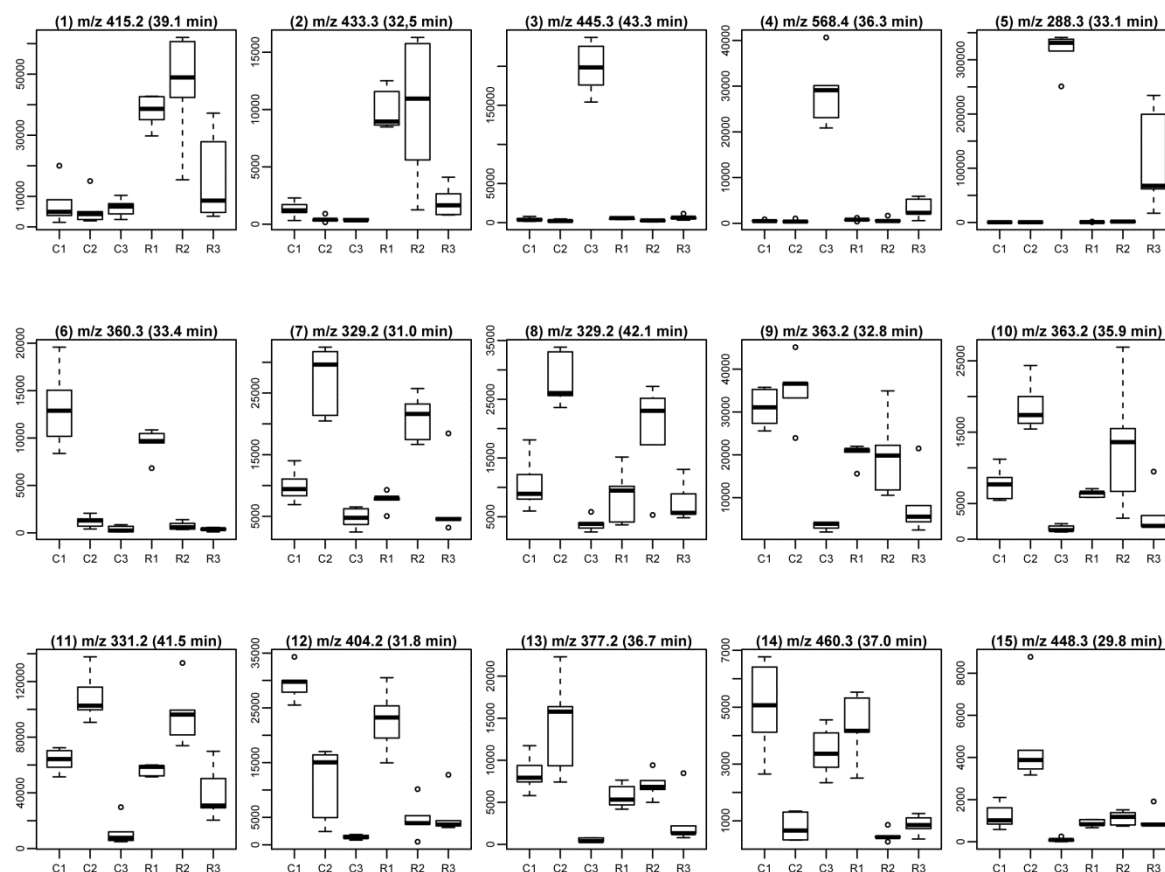 (1) m/z 415.2 (39.1 min)
50000
30000
10000
0
C1 C2 C3 R1 R2 R3
(2) m/z 433.3 (32,5 min)
15000
10000
5000
0
C1 C2 C3 R1 R2 R3
(3) m/z 445.3 (43.3 min)
150000
50000
0
C1 C2 C3 R1 R2 R3
(4) m/z 568.4 (36.3 min)
40000
30000
20000
10000
0
C1 C2 C3 R1 R2 R3
(5) m/z 288.3 (33.1 min)
300000
200000
100000
0
C1 C2 C3 R1 R2 R3
(6) m/z 360.3 (33.4 min)
20000
15000
10000
5000
0
C1 C2 C3 R1 R2 R3
(7) m/z 329.2 (31.0 min)
25000
15000
5000
C1 C2 C3 R1 R2 R3
(8) m/z 329.2 (42.1 min)
35000
25000
15000
5000
C1 C2 C3 R1 R2 R3
(9) m/z 363.2 (32.8 min)
40000
30000
20000
10000
C1 C2 C3 R1 R2 R3
(10) m/z 363.2 (35.9 min)
25000
15000
5000
0
C1 C2 C3 R1 R2 R3
(11) m/z 331.2 (41.5 min)
120000
80000
40000
0
C1 C2 C3 R1 R2 R3
(12) m/z 404.2 (31.8 min)
35000
25000
15000
5000
0
C1 C2 C3 R1 R2 R3
(13) m/z 377.2 (36.7 min)
20000
15000
10000
5000
0
C1 C2 C3 R1 R2 R3
(14) m/z 460.3 (37.0 min)
7000
5000
3000
1000
C1 C2 C3 R1 R2 R3
(15) m/z 448.3 (29.8 min)
8000
6000
4000
2000
0
C1 C2 C3 R1 R2 R3